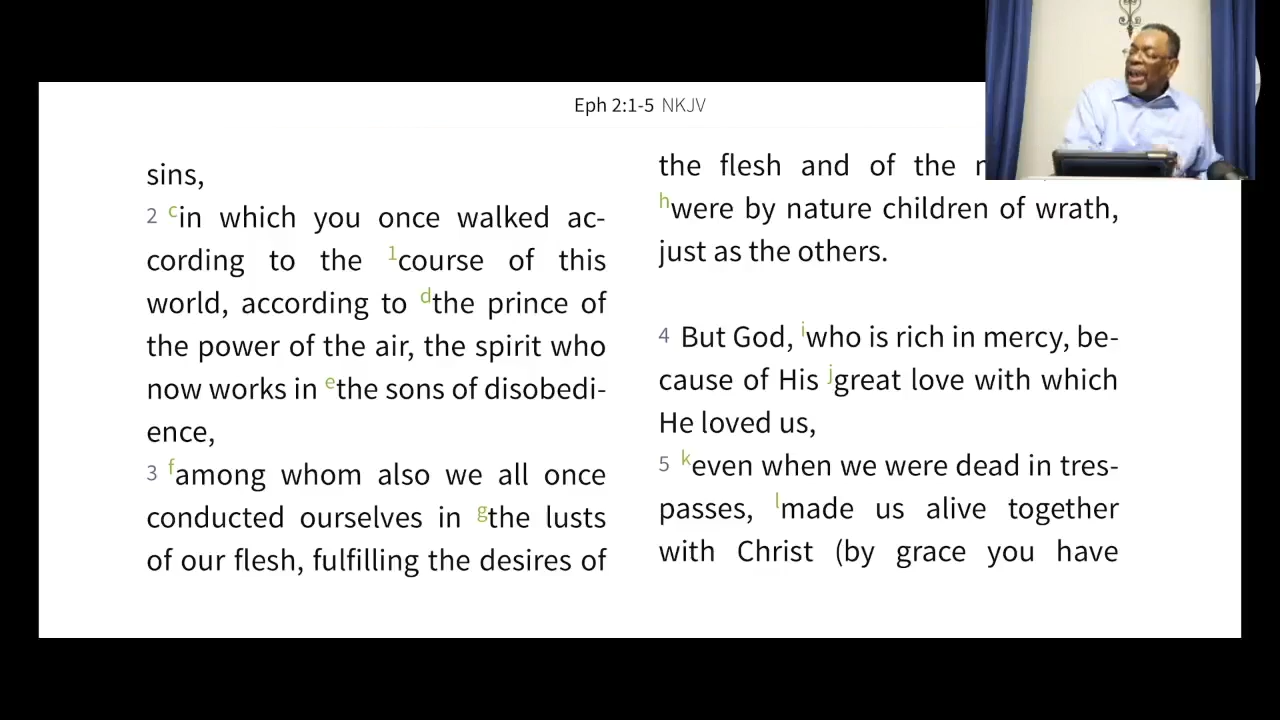 Eph 2:1-5 NKJV
sins,
2 cin which you once walked ac-
cording to the 1course of this
world, according to dthe prince of
the power of the air, the spirit who
now works in ethe sons of disobedi-
ence,
3 famong whom also we all once
conducted ourselves in gthe lusts
of our flesh, fulfilling the desires of
the flesh and of the
hwere by nature children of wrath,
just as the others.
4 But God, iwho is rich in mercy, be-
cause of His jgreat love with which
He loved us,
5 keven when we were dead in tres-
passes, lmade us alive together
with Christ (by grace you have